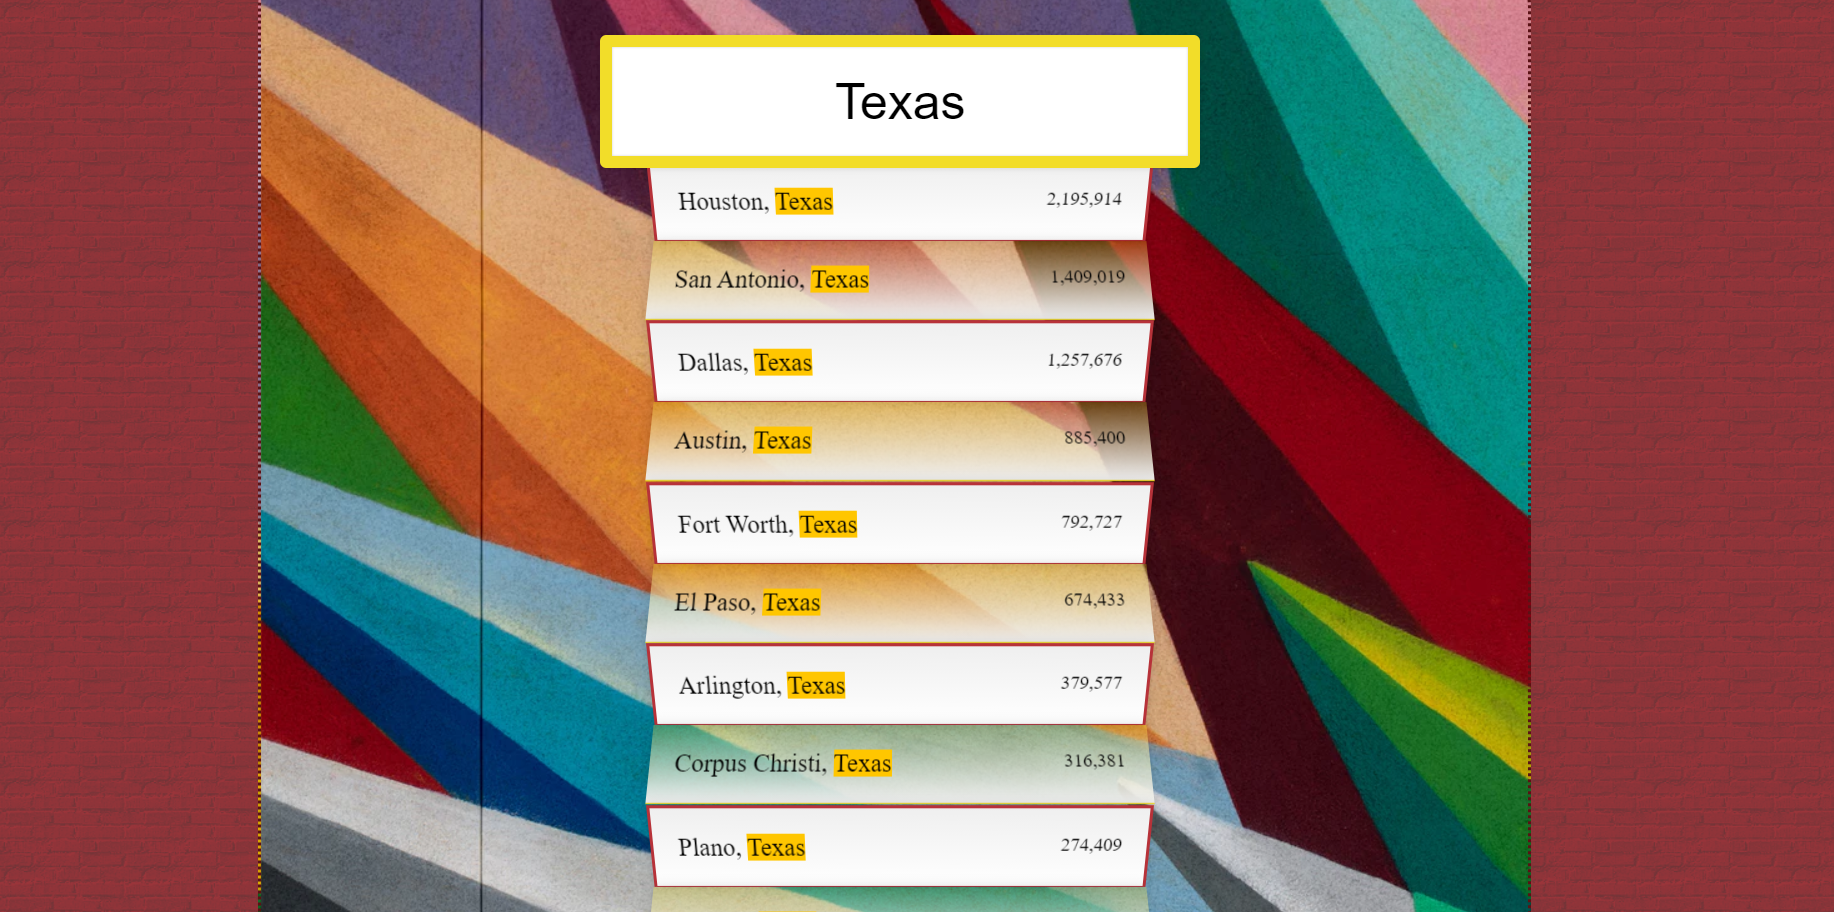 Texas
Houston, Texas 2,195,914
San Antonio, Texas 1,409,019
Dallas, Texas 1,257,676
Austin, Texas 885,400
Fort Worth, Texas 792,727
El Paso, Texas 674,433
Arlington, Texas 379,577
Corpus Christi, Texas 316,381
Plano, Texas 274,409